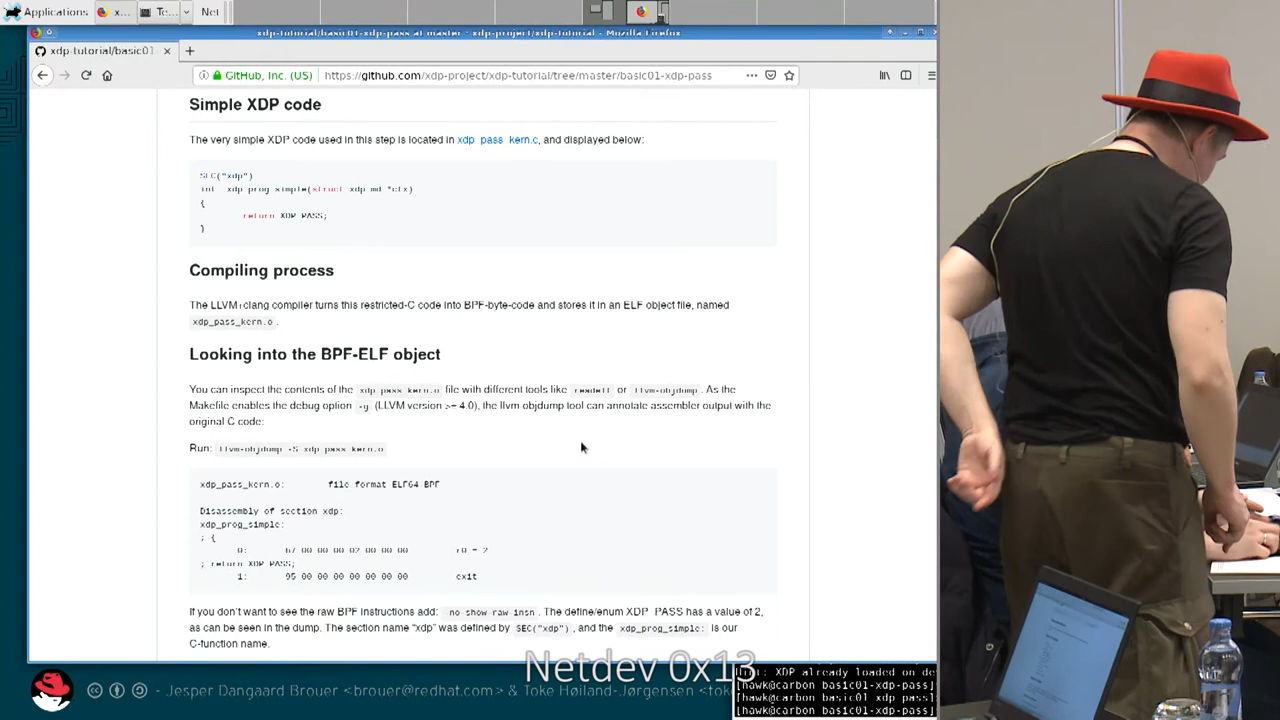 Applications
x...
Te...
Net
xdp-tutorial/basic01-xdp-pass at master · xdp-project/xdp-tutorial - Mozilla Firefox
xdp-tutorial/basic01
GitHub, Inc. (US)
https://github.com/xdp-project/xdp-tutorial/tree/master/basic01-xdp-pass
Simple XDP code
The very simple XDP code used in this step is located in xdp_pass_kern.c, and displayed below:
SEC("xdp")
int xdp_prog_simple(struct xdp_md *ctx)
{
return XDP_PASS;
}
Compiling process
The LLVM+clang compiler turns this restricted-C code into BPF-byte-code and stores it in an ELF object file, named
xdp_pass_kern.o.
Looking into the BPF-ELF object
You can inspect the contents of the xdp_pass_kern.o file with different tools like readelf or llvm-objdump. As the
Makefile enables the debug option -g (LLVM version >= 4.0), the llvm-objdump tool can annotate assembler output with the
original C code:
Run: llvm-objdump -S xdp_pass_kern.o
xdp_pass_kern.o: file format ELF64-BPF
Disassembly of section xdp:
xdp_prog_simple:
; {
0: b7 00 00 00 02 00 00 00 r0 = 2
; return XDP_PASS;
1: 95 00 00 00 00 00 00 00 exit
If you don't want to see the raw BPF instructions add: -no-show-raw-insn. The define/enum XDP_PASS has a value of 2,
as can be seen in the dump. The section name "xdp" was defined by SEC("xdp"), and the xdp_prog_simple: is our
C-function name.
Netdev 0x13
- Jesper Dangaard Brouer <brouer@redhat.com> & Toke Høiland-Jørgensen <tok
Hint: XDP already loaded on de
[hawk@carbon basic01-xdp-pass]
[hawk@carbon basic01-xdp-pass]
[hawk@carbon basic01-xdp-pass]